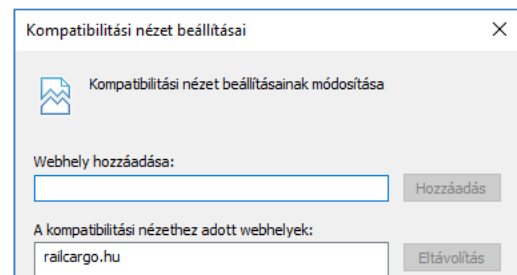 Kompatibilitási nézet beállításai
Kompatibilitási nézet beállításainak módosítása
Webhely hozzáadása:
Hozzáadás
A kompatibilitási nézethez adott webhelyek:
railcargo.hu
Eltávolítás